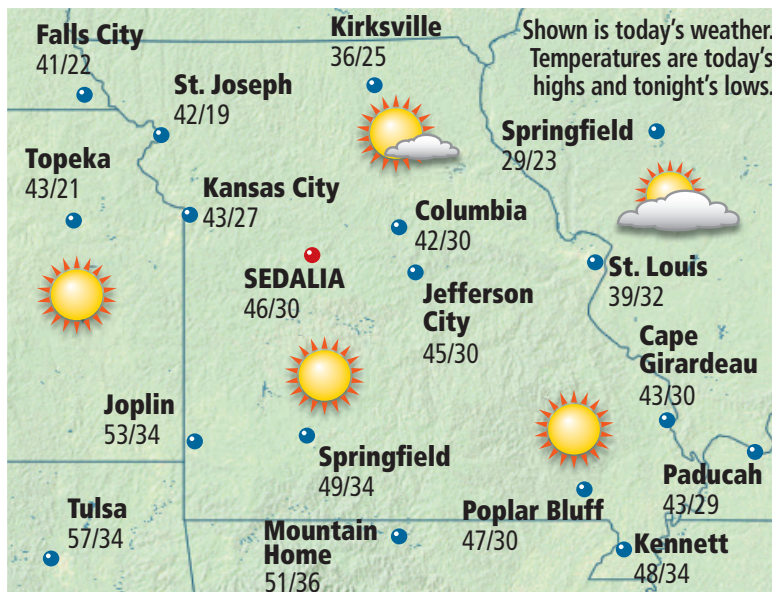 Falls City
41/22
Kirksville
36/25
Shown is today's weather.
Temperatures are today's
highs and tonight's lows.
St. Joseph
42/19
Springfield
29/23
Topeka
43/21
Kansas City
43/27
Columbia
42/30
SEDALIA
46/30
Jefferson
City
45/30
St. Louis
39/32
Cape
Girardeau
43/30
Joplin
53/34
Springfield
49/34
Paducah
43/29
Tulsa
57/34
Mountain
Home
51/36
Poplar Bluff
47/30
Kennett
48/34